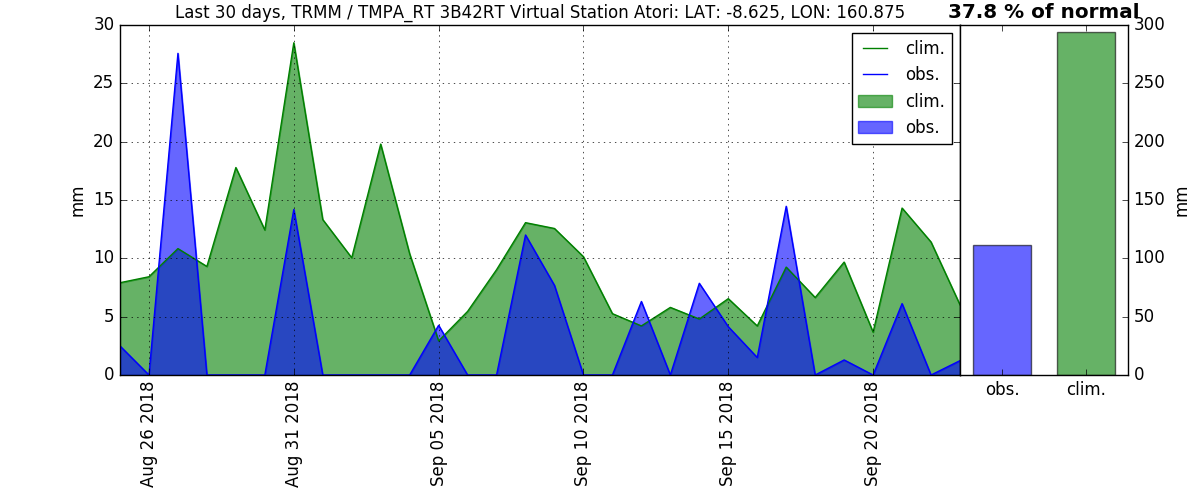 Last 30 days, TRMM / TMPA_RT 3B42RT Virtual Station Atori: LAT: -8.625, LON: 160.875
37.8 % of normal
30
25
20
15
10
5
0
mm
clim.
obs.
clim.
obs.
Aug 26 2018
Aug 31 2018
Sep 05 2018
Sep 10 2018
Sep 15 2018
Sep 20 2018
300
250
200
150
100
50
0
mm
obs.
clim.